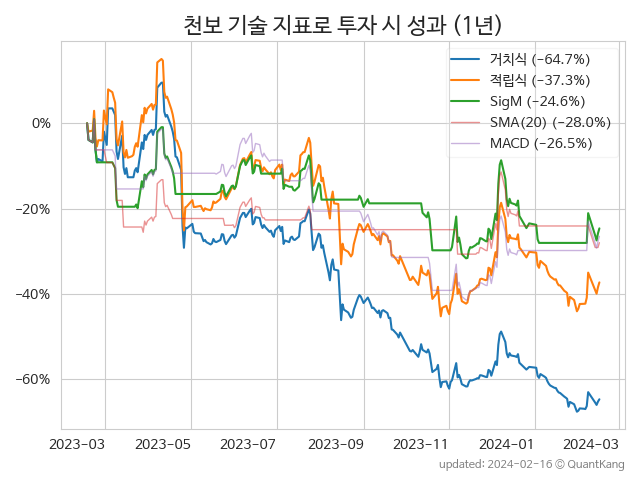 천보 기술 지표로 투자 시 성과 (1년)
거치식 (−64.7%)
적립식 (−37.3%)
SigM (−24.6%)
SMA(20) (−28.0%)
MACD (−26.5%)
0%
−20%
−40%
−60%
2023-03 2023-05 2023-07 2023-09 2023-11 2024-01 2024-03
updated: 2024-02-16 © QuantKang